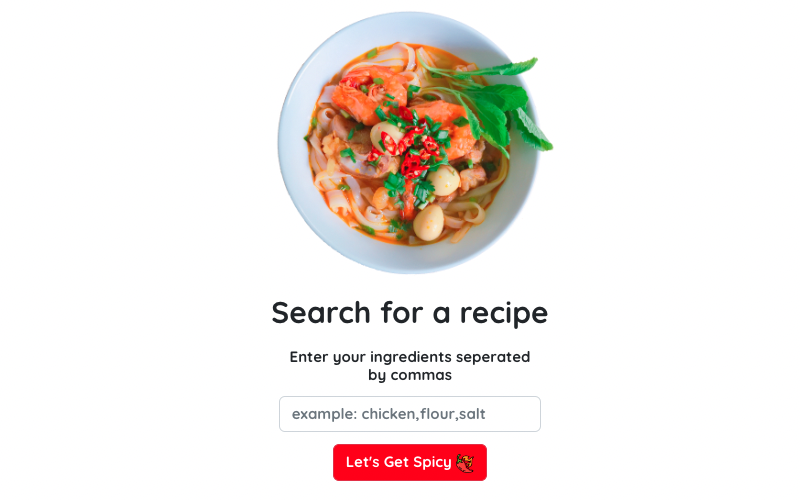 Search for a recipe
Enter your ingredients seperated
by commas
example: chicken,flour,salt
Let's Get Spicy